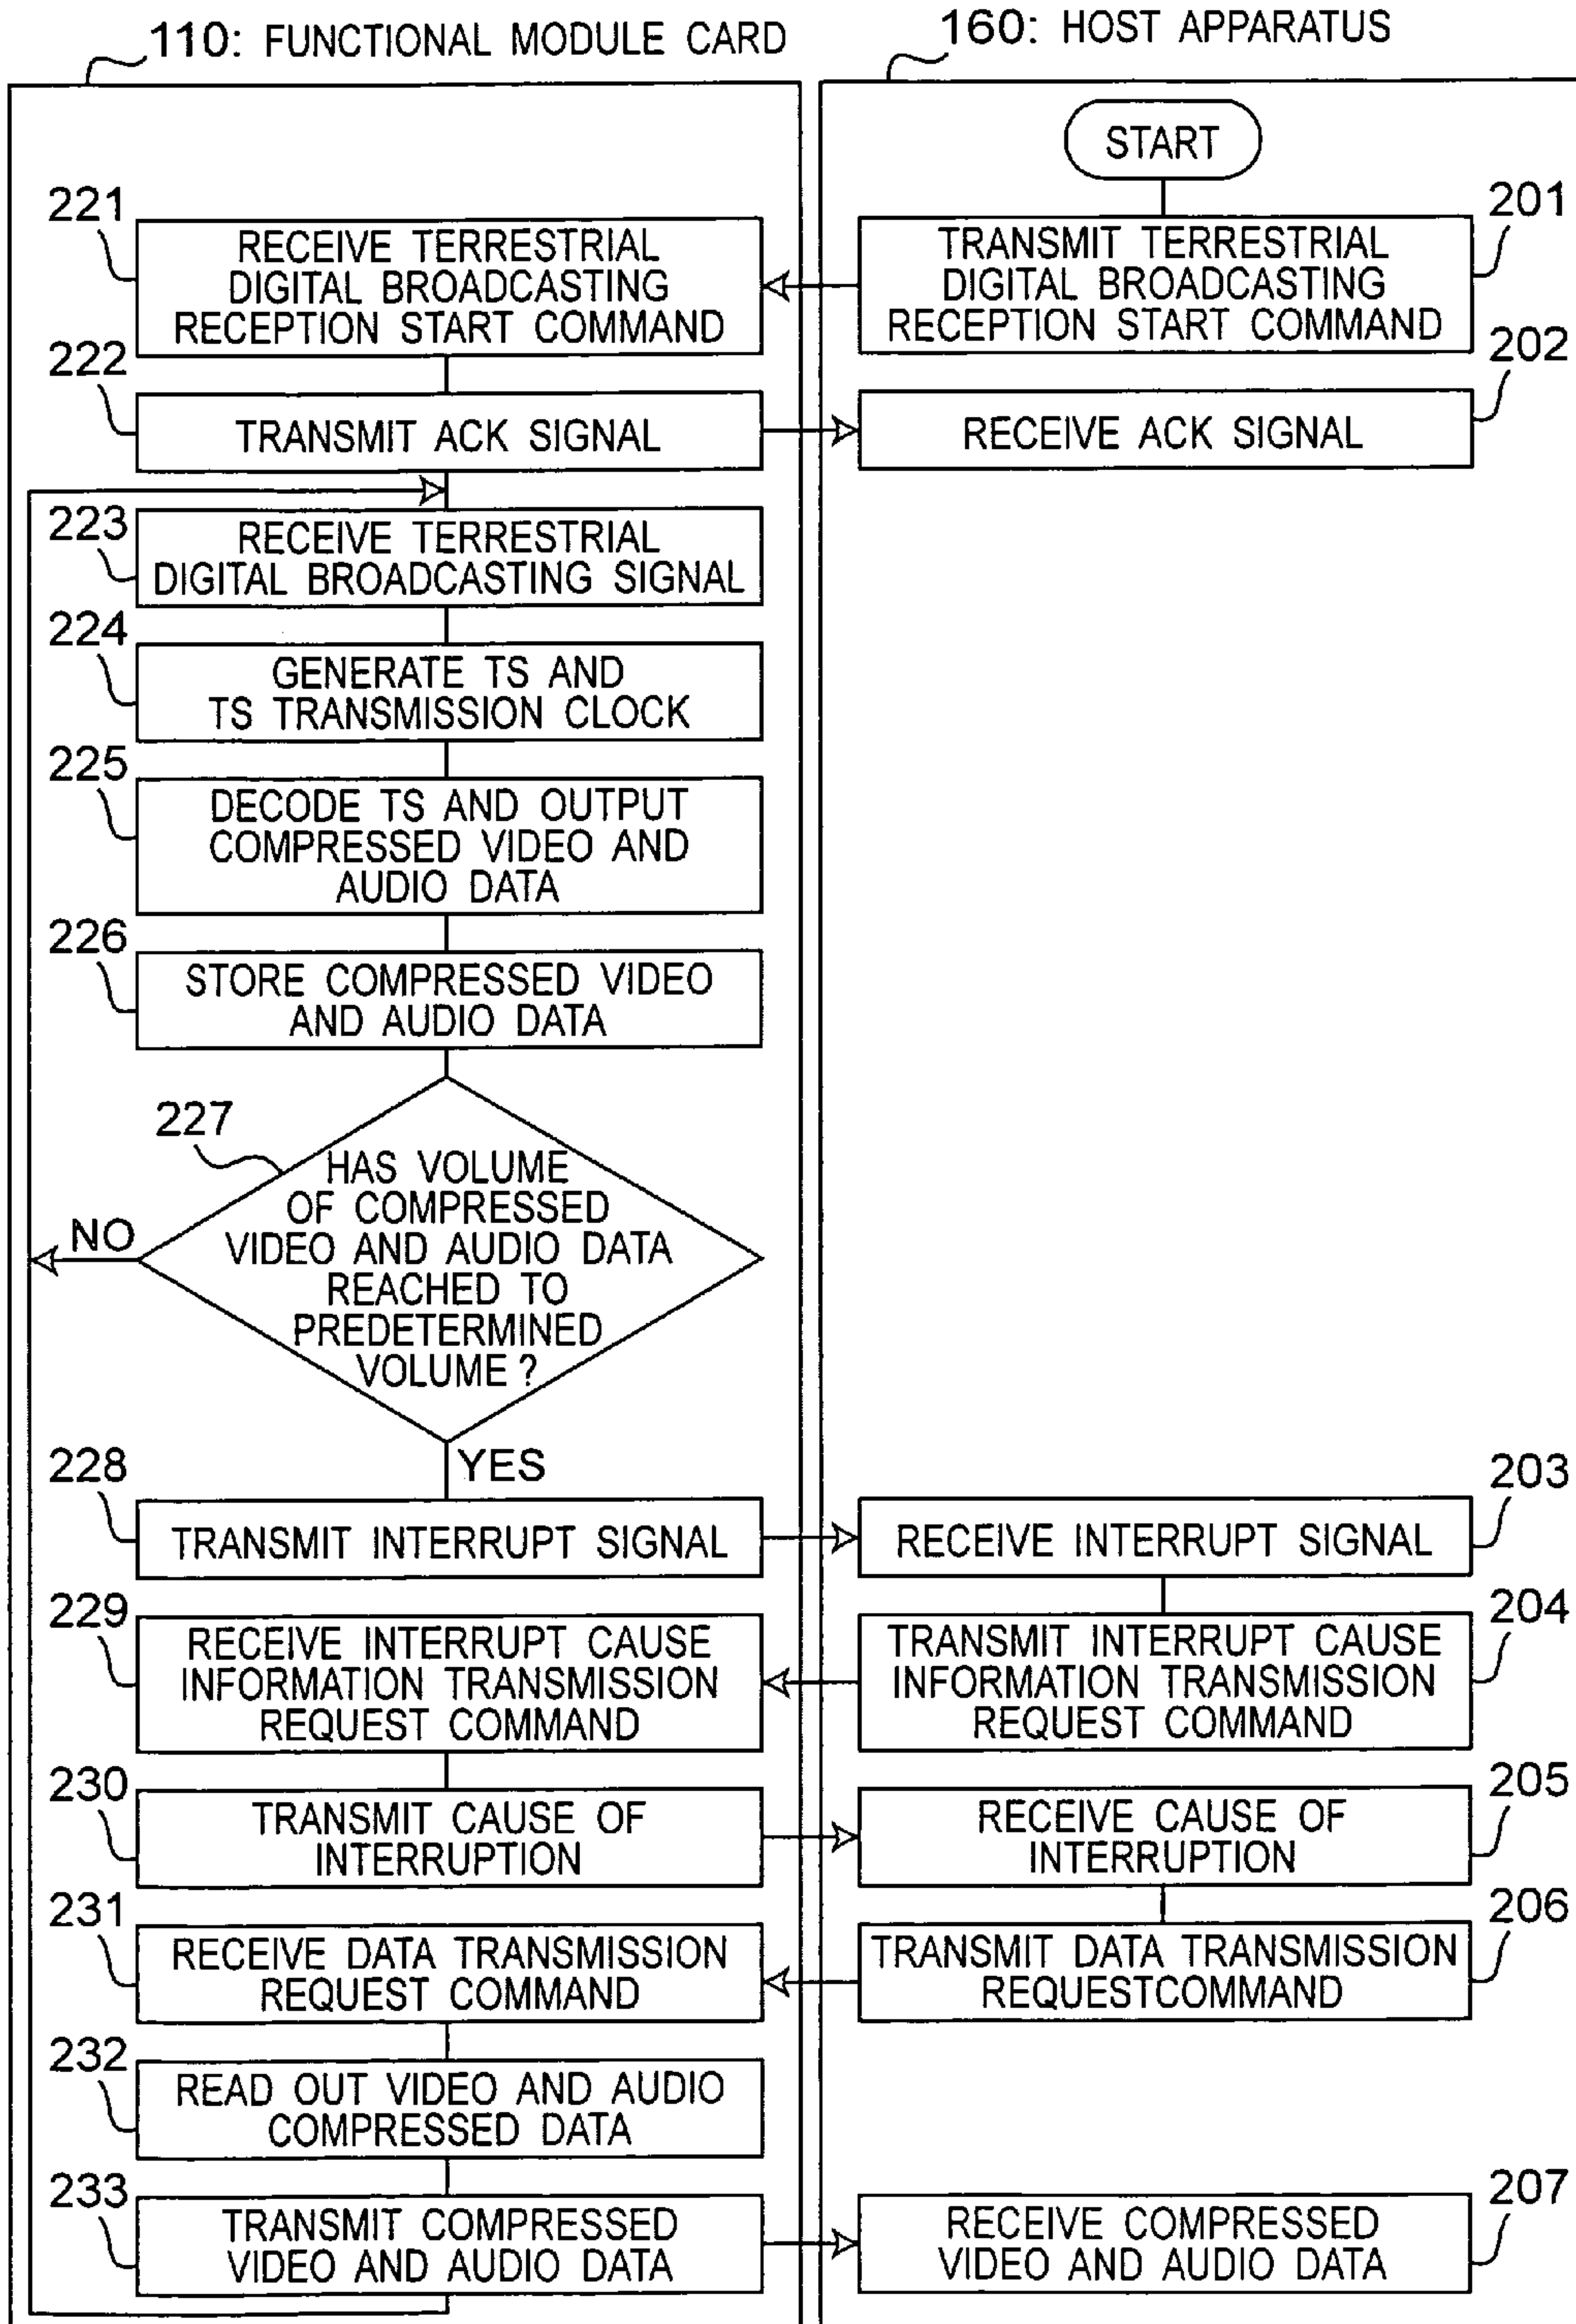 110: FUNCTIONAL MODULE CARD
160: HOST APPARATUS
START
221
RECEIVE TERRESTRIAL
DIGITAL BROADCASTING
RECEPTION START COMMAND
201
TRANSMIT TERRESTRIAL
DIGITAL BROADCASTING
RECEPTION START COMMAND
222
TRANSMIT ACK SIGNAL
202
RECEIVE ACK SIGNAL
223
RECEIVE TERRESTRIAL
DIGITAL BROADCASTING SIGNAL
224
GENERATE TS AND
TS TRANSMISSION CLOCK
225
DECODE TS AND OUTPUT
COMPRESSED VIDEO AND
AUDIO DATA
226
STORE COMPRESSED VIDEO
AND AUDIO DATA
227
HAS VOLUME
OF COMPRESSED
VIDEO AND AUDIO DATA
REACHED TO
PREDETERMINED
VOLUME ?
NO
YES
228
TRANSMIT INTERRUPT SIGNAL
203
RECEIVE INTERRUPT SIGNAL
229
RECEIVE INTERRUPT CAUSE
INFORMATION TRANSMISSION
REQUEST COMMAND
204
TRANSMIT INTERRUPT CAUSE
INFORMATION TRANSMISSION
REQUEST COMMAND
230
TRANSMIT CAUSE OF
INTERRUPTION
205
RECEIVE CAUSE OF
INTERRUPTION
231
RECEIVE DATA TRANSMISSION
REQUEST COMMAND
206
TRANSMIT DATA TRANSMISSION
REQUESTCOMMAND
232
READ OUT VIDEO AND AUDIO
COMPRESSED DATA
233
TRANSMIT COMPRESSED
VIDEO AND AUDIO DATA
207
RECEIVE COMPRESSED
VIDEO AND AUDIO DATA